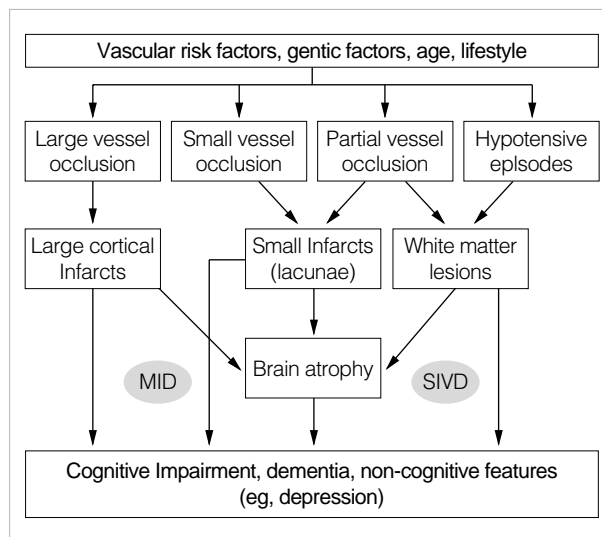 Vascular risk factors, gentic factors, age, lifestyle
Large vessel
occlusion
Small vessel
occlusion
Partial vessel
occlusion
Hypotensive
eplsodes
Large cortical
Infarcts
Small Infarcts
(lacunae)
White matter
lesions
MID
Brain atrophy
SIVD
Cognitive Impairment, dementia, non-cognitive features
(eg, depression)